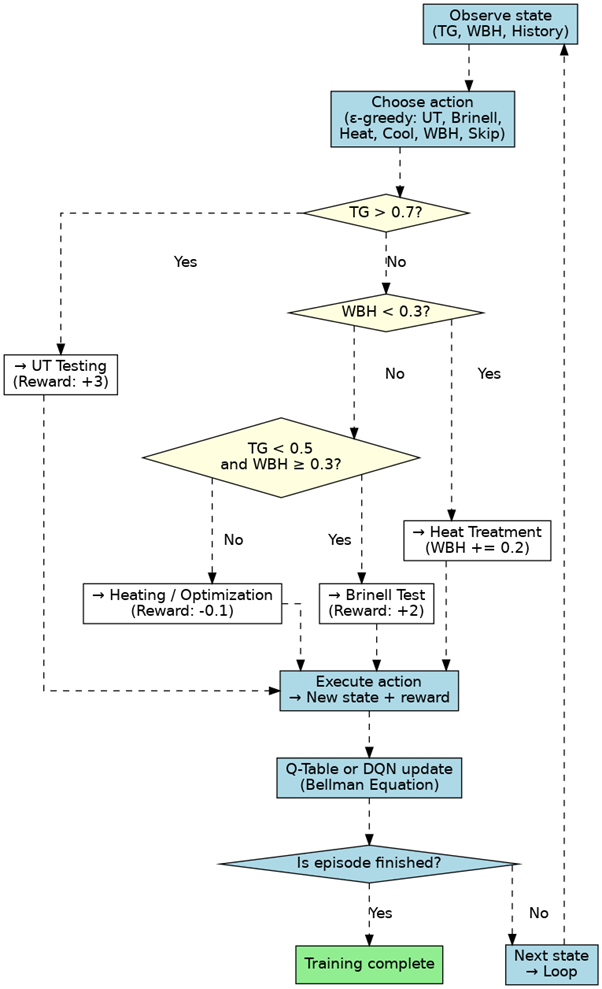 Observe state
(TG, WBH, History)
Choose action
(ε-greedy: UT, Brinell,
Heat, Cool, WBH, Skip)
TG > 0.7?
Yes
No
WBH < 0.3?
→ UT Testing
(Reward: +3)
No
Yes
TG < 0.5
and WBH ≥ 0.3?
→ Heat Treatment
(WBH += 0.2)
No
Yes
→ Heating / Optimization
(Reward: -0.1)
→ Brinell Test
(Reward: +2)
Execute action
→ New state + reward
Q-Table or DQN update
(Bellman Equation)
Is episode finished?
Yes
No
Training complete
Next state
→ Loop